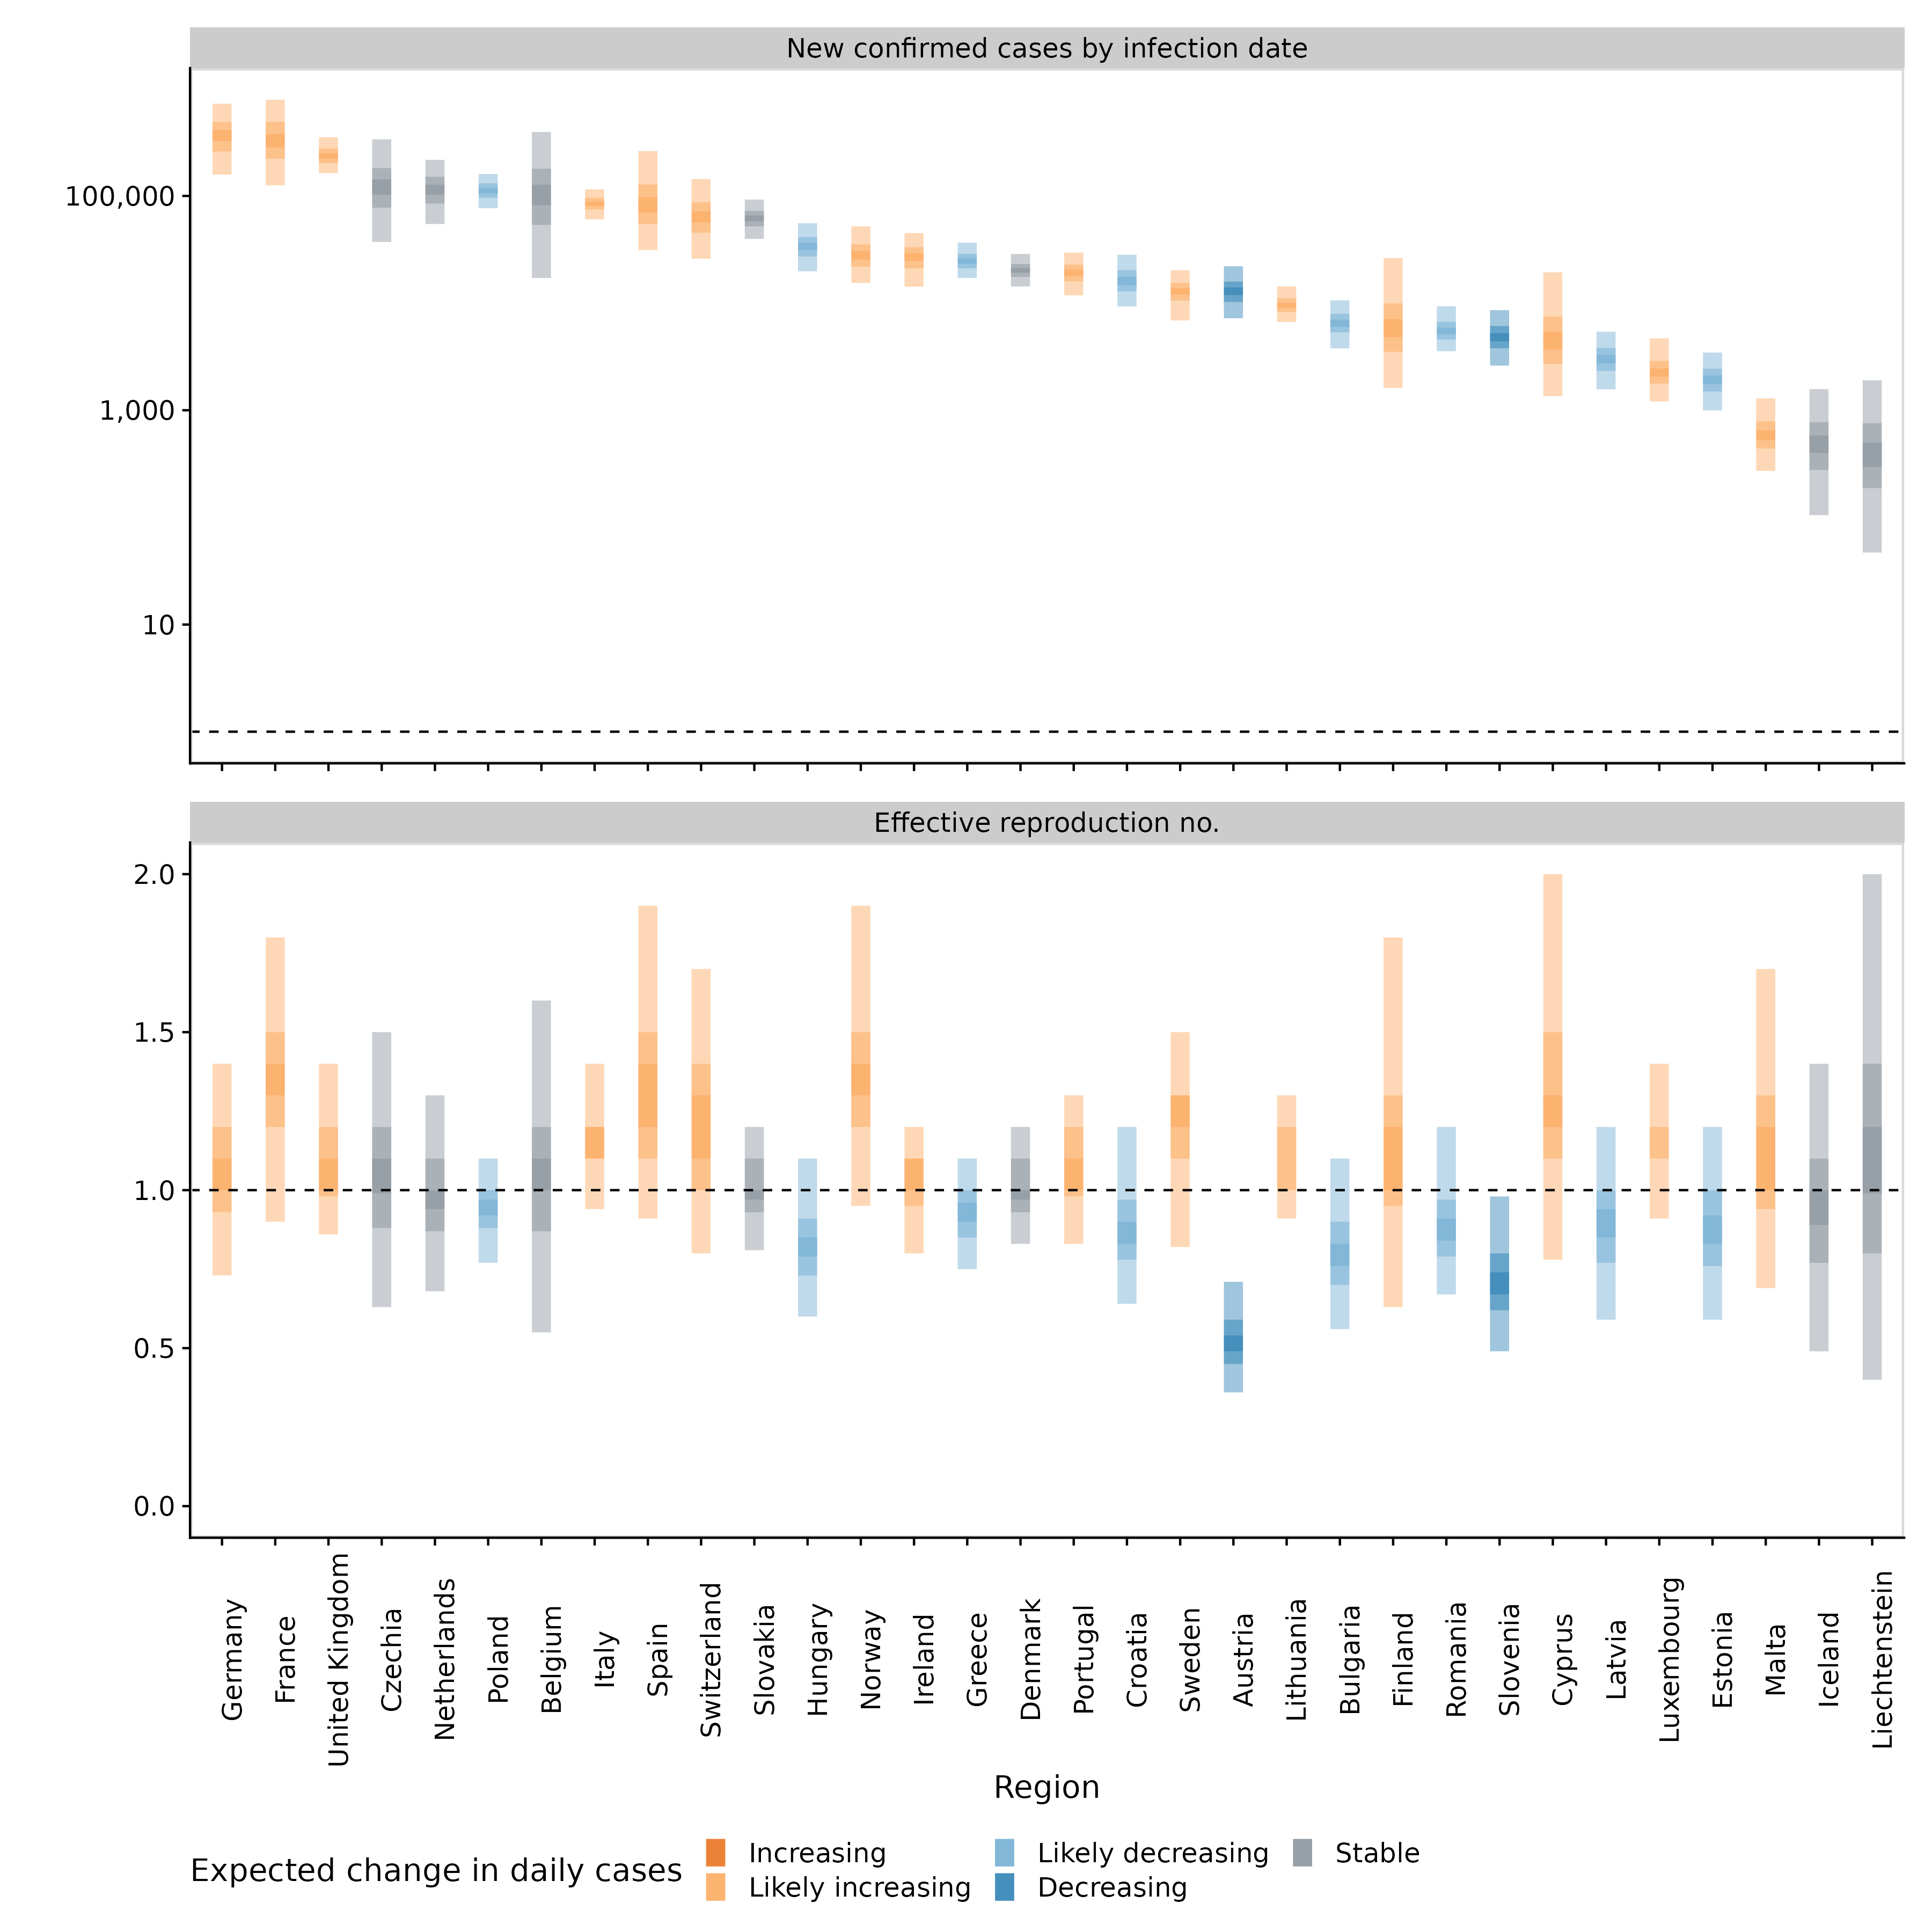 New confirmed cases by infection date
100,000
1,000
10
Effective reproduction no.
2.0
1.5
1.0
0.5
0.0
Germany
France
United Kingdom
Czechia
Netherlands
Poland
Belgium
Italy
Spain
Switzerland
Slovakia
Hungary
Norway
Ireland
Greece
Denmark
Portugal
Croatia
Sweden
Austria
Lithuania
Bulgaria
Finland
Romania
Slovenia
Cyprus
Latvia
Luxembourg
Estonia
Malta
Iceland
Liechtenstein
Region
Expected change in daily cases
Increasing
Likely increasing
Likely decreasing
Decreasing
Stable